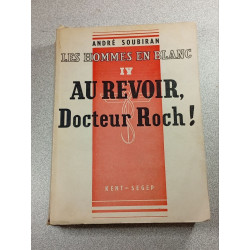 ANDRÉ SOUBIRAN
LES HOMMES EN BLANC
IV
AU REVOIR,
Docteur Roch!
KENT-SEGEP